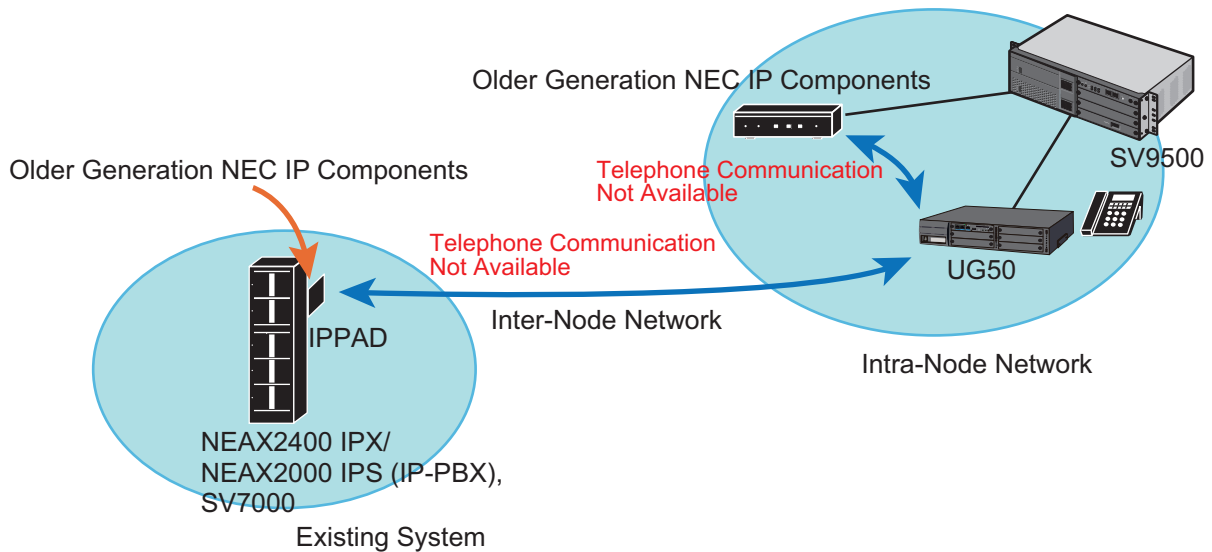 Older Generation NEC IP Components
SV9500
Telephone Communication
Not Available
UG50
Intra-Node Network
Older Generation NEC IP Components
Telephone Communication
Not Available
Inter-Node Network
IPPAD
NEAX2400 IPX/
NEAX2000 IPS (IP-PBX),
SV7000
Existing System